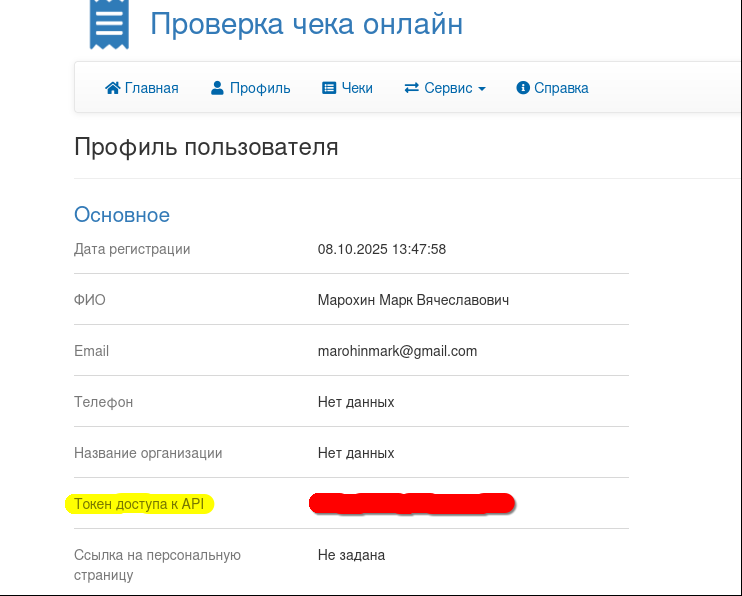 Проверка чека онлайн
Главная Профиль Чеки Сервис Справка
Профиль пользователя
Основное
Дата регистрации 08.10.2025 13:47:58
ФИО Марохин Марк Вячеславович
Email marohinmark@gmail.com
Телефон Нет данных
Название организации Нет данных
Токен доступа к API
Ссылка на персональную Не задана
страницу